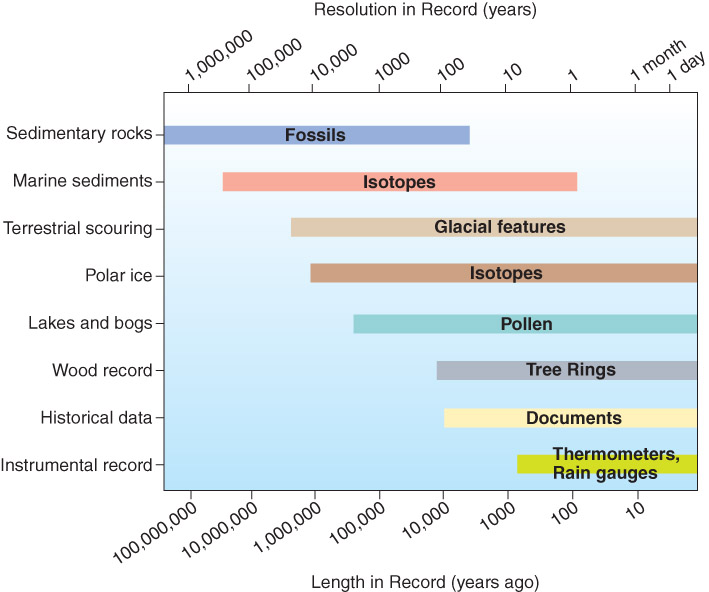 Resolution in Record (years)
1,000,000
100,000
10,000
1000
100
10
1
1 month
1 day
Sedimentary rocks
Fossils
Marine sediments
Isotopes
Terrestrial scouring
Glacial features
Polar ice
Isotopes
Lakes and bogs
Pollen
Wood record
Tree Rings
Historical data
Documents
Instrumental record
Thermometers,
Rain gauges
100,000,000
10,000,000
1,000,000
100,000
10,000
1000
100
10
Length in Record (years ago)